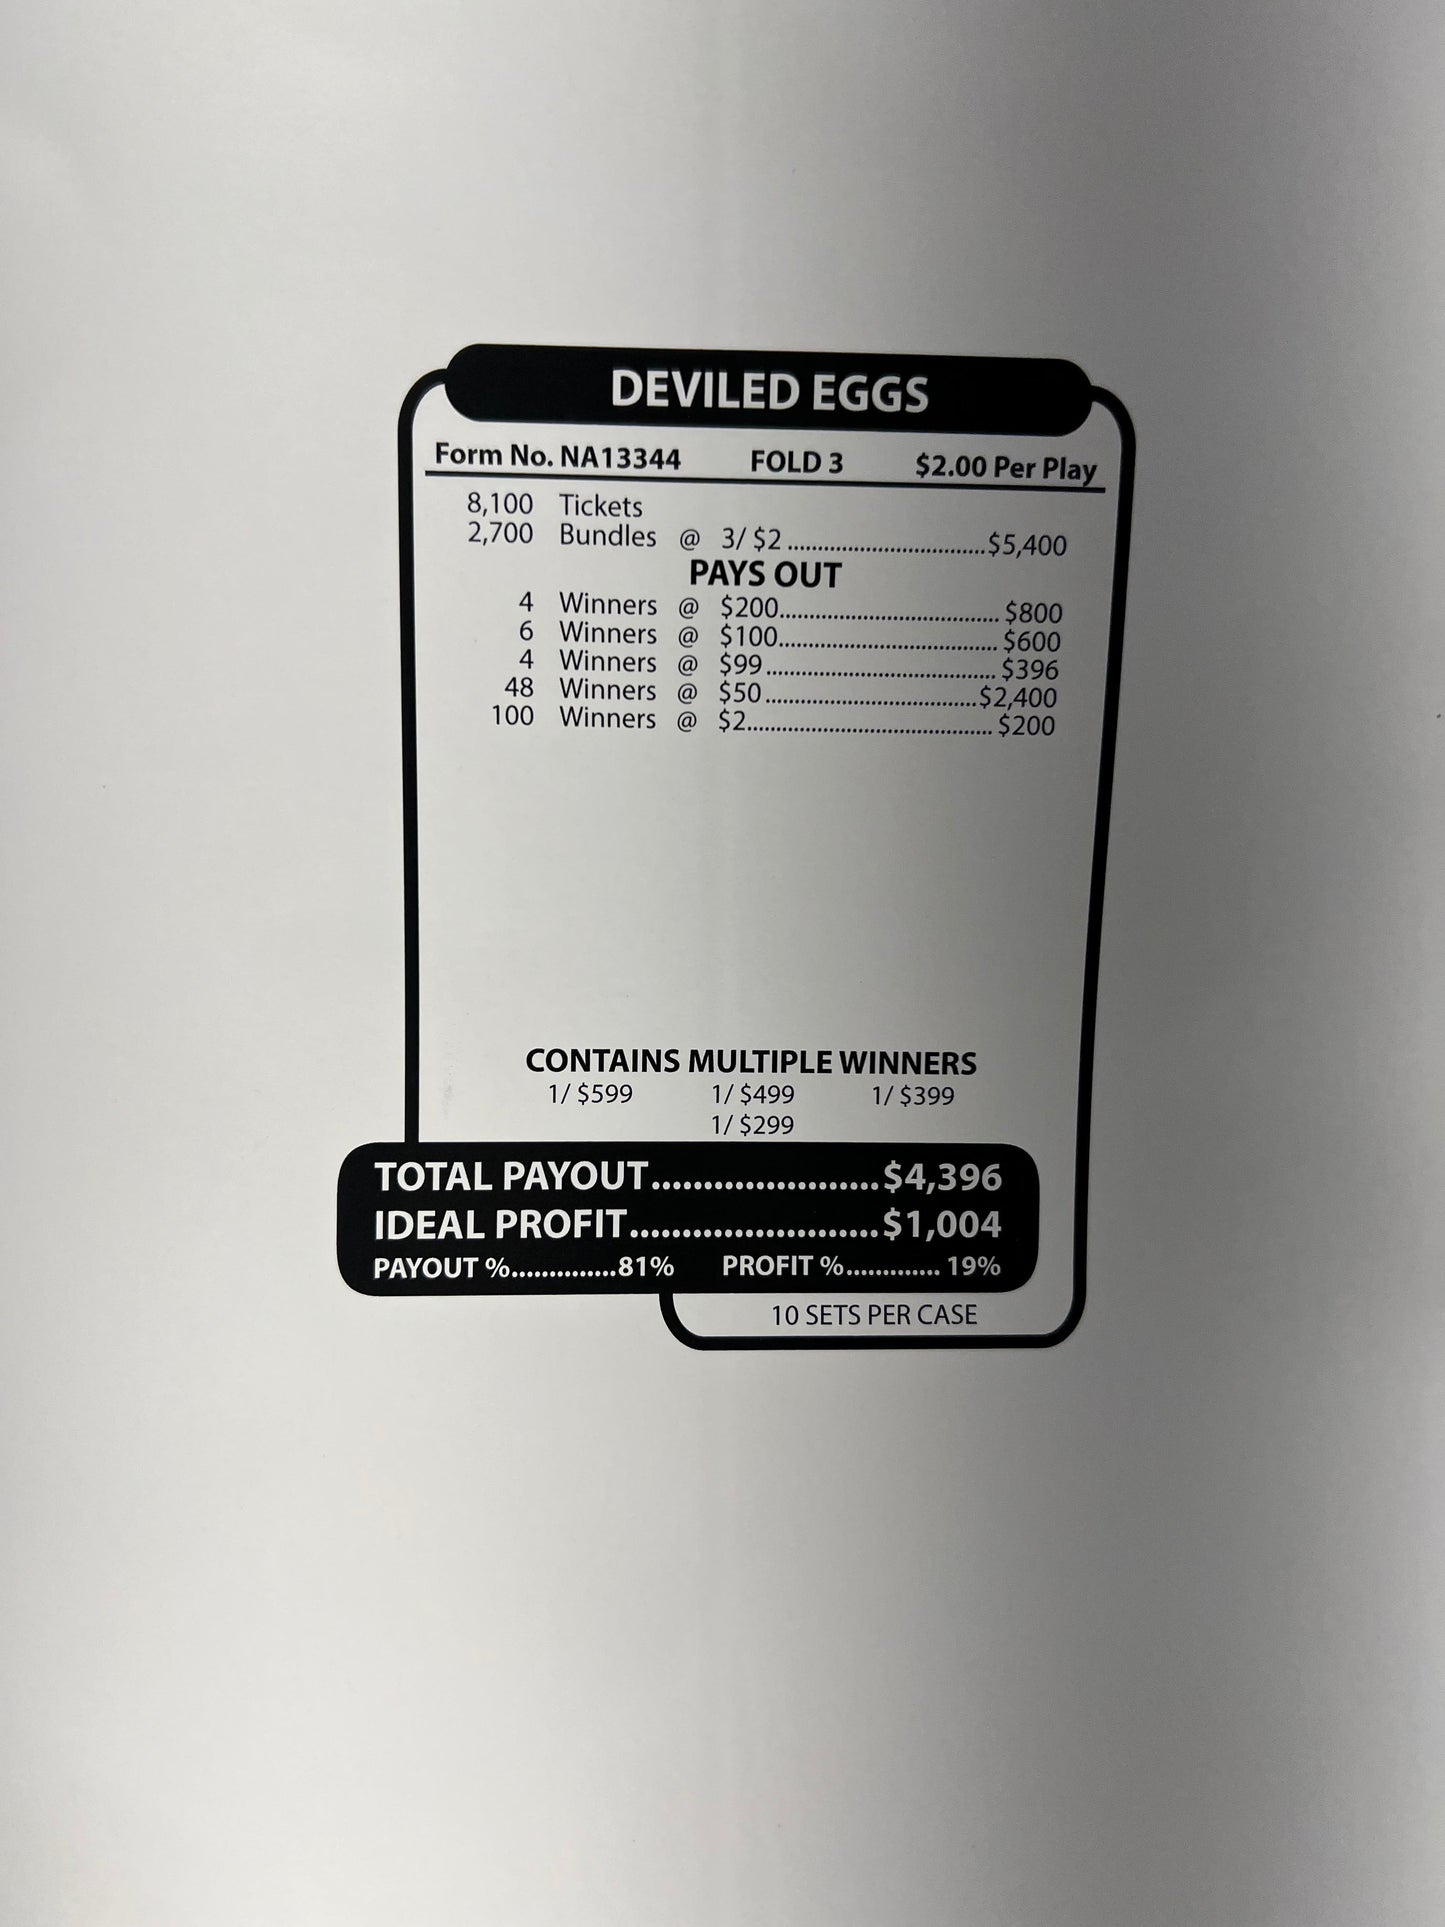 DEVILED EGGS
Form No. NA13344 FOLD 3 $2.00 Per Play
8,100 Tickets
2,700 Bundles @ 3/ $2 ........................................ $5,400
PAYS OUT
4 Winners @ $200........................................ $800
6 Winners @ $100........................................ $600
4 Winners @ $99 ........................................ $396
48 Winners @ $50 ........................................ $2,400
100 Winners @ $2........................................ $200
CONTAINS MULTIPLE WINNERS
1/ $599 1/ $499 1/ $399
1/ $299
TOTAL PAYOUT......................$4,396
IDEAL PROFIT........................$1,004
PAYOUT %..............81% PROFIT %............. 19%
10 SETS PER CASE